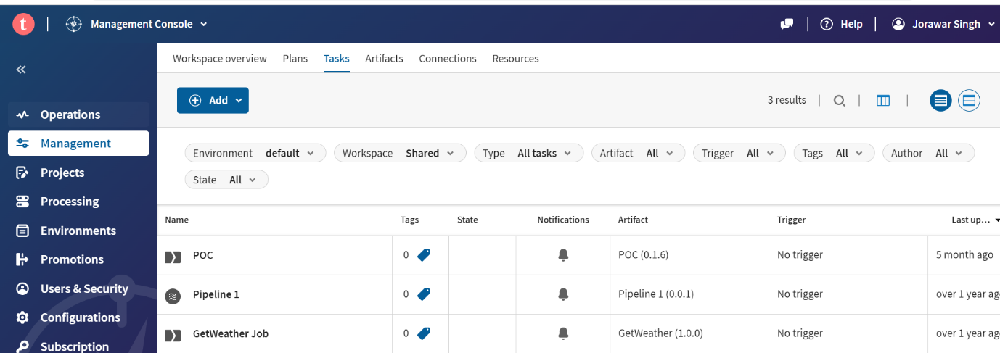 t Management Console Help Jorawar Singh
Workspace overview Plans Tasks Artifacts Connections Resources
Add 3 results
Operations
Management
Projects
Processing
Environments
Promotions
Users & Security
Configurations
Subscription
Environment default Workspace Shared Type All tasks Artifact All Trigger All Tags All Author All
State All
Name Tags State Notifications Artifact Trigger Last up...
POC 0 POC (0.1.6) No trigger 5 month ago
Pipeline 1 0 Pipeline 1 (0.0.1) No trigger over 1 year ag
GetWeather Job 0 GetWeather (1.0.0) No trigger over 1 year ag